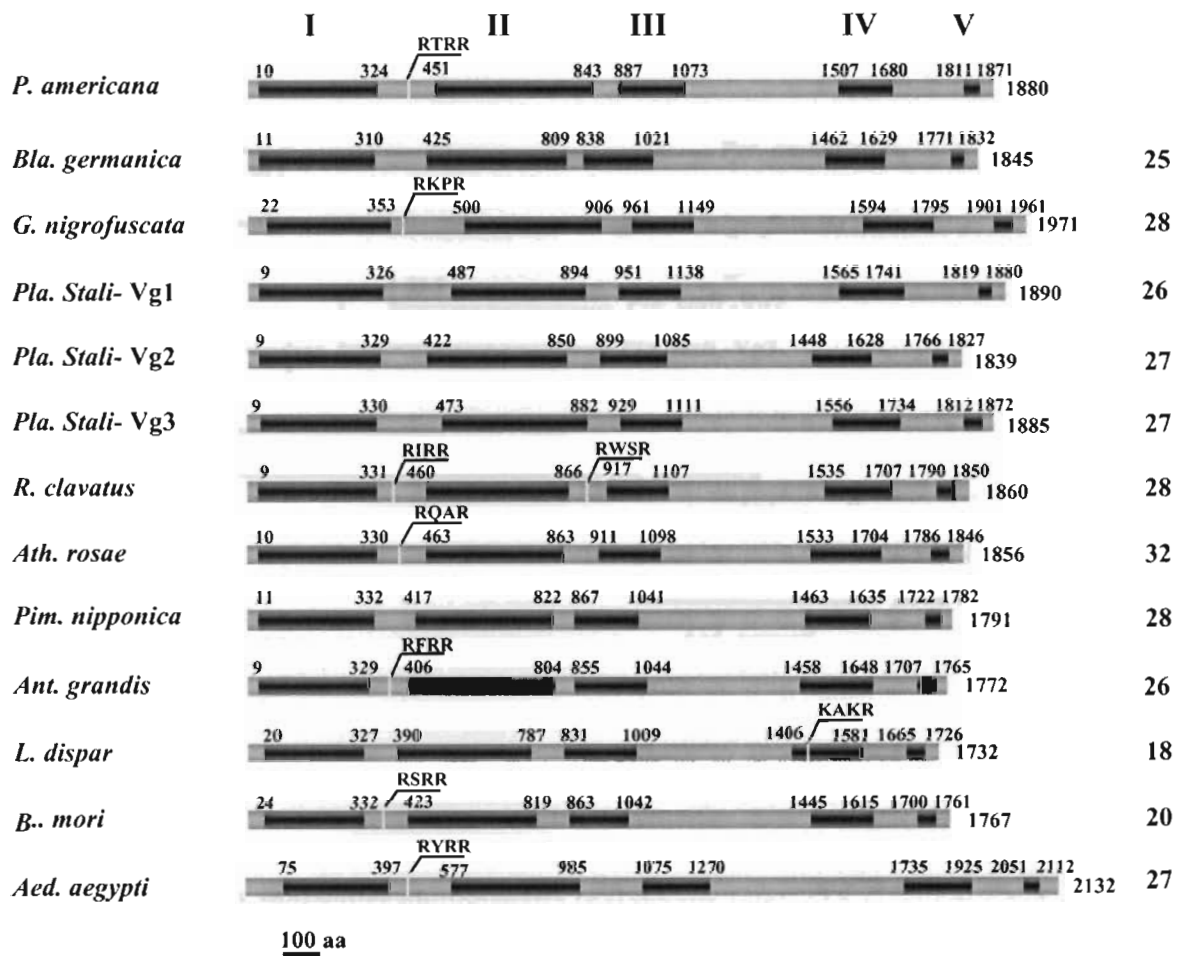 I II III IV V
RTRR
10 324 451 843 887 1073 1507 1680 1811 1871
P. americana 1880
11 310 425 809 838 1021 1462 1629 1771 1832
Bla. germanica 1845 25
RKPR
22 353 500 906 961 1149 1594 1795 1901 1961
G. nigrofuscata 1971 28
9 326 487 894 951 1138 1565 1741 1819 1880
Pla. Stali- Vg1 1890 26
9 329 422 850 899 1085 1448 1628 1766 1827
Pla. Stali- Vg2 1839 27
9 330 473 882 929 1111 1556 1734 1812 1872
Pla. Stali- Vg3 1885 27
RIRR RWSR
9 331 460 866 917 1107 1535 1707 1790 1850
R. clavatus 1860 28
RQAR
10 330 463 863 911 1098 1533 1704 1786 1846
Ath. rosae 1856 32
11 332 417 822 867 1041 1463 1635 1722 1782
Pim. nipponica 1791 28
RFRR
9 329 406 804 855 1044 1458 1648 1707 1765
Ant. grandis 1772 26
KAKR
20 327 390 787 831 1009 1406 1581 1665 1726
L. dispar 1732 18
RSRR
24 332 423 819 863 1042 1445 1615 1700 1761
B.. mori 1767 20
RYRR
75 397 577 985 1075 1270 1735 1925 2051 2112
Aed. aegypti 2132 27
100 aa